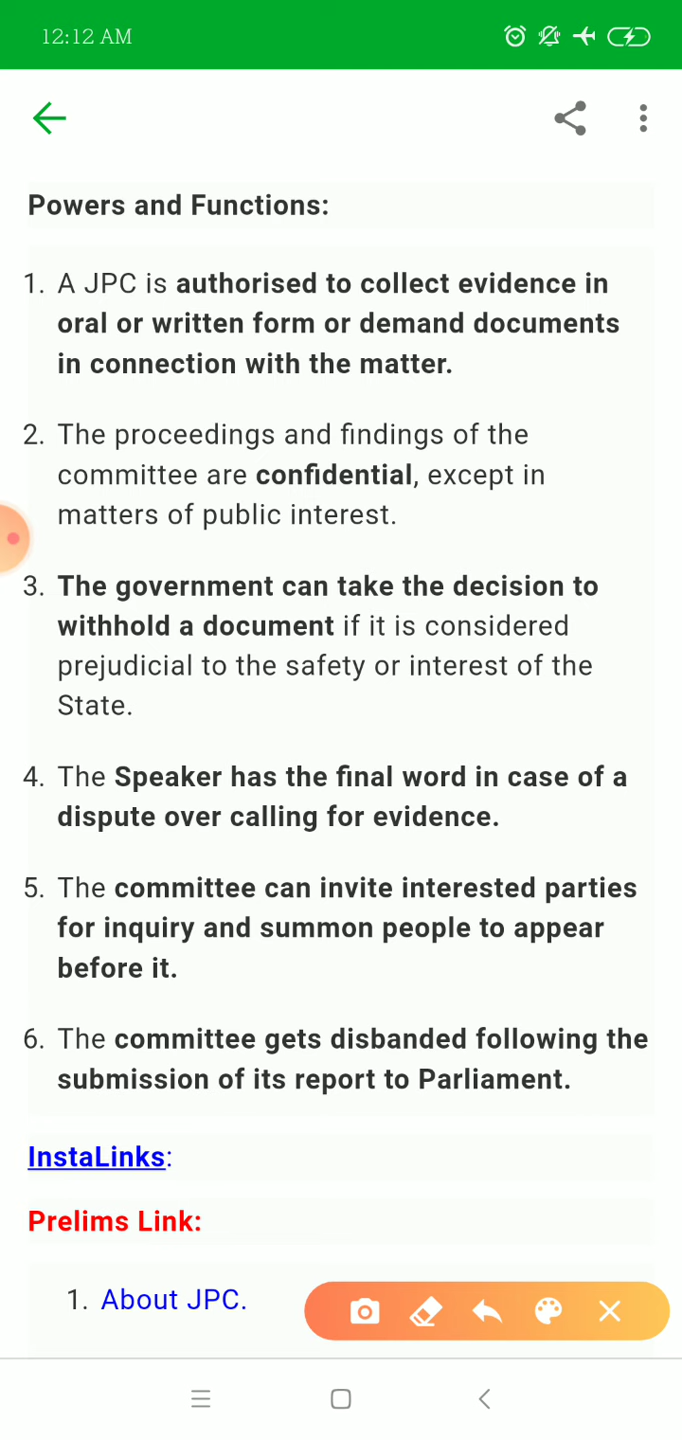 12:12 AM
Powers and Functions:
1. A JPC is authorised to collect evidence in
oral or written form or demand documents
in connection with the matter.
2. The proceedings and findings of the
committee are confidential, except in
matters of public interest.
3. The government can take the decision to
withhold a document if it is considered
prejudicial to the safety or interest of the
State.
4. The Speaker has the final word in case of a
dispute over calling for evidence.
5. The committee can invite interested parties
for inquiry and summon people to appear
before it.
6. The committee gets disbanded following the
submission of its report to Parliament.
InstaLinks:
Prelims Link:
1. About JPC.